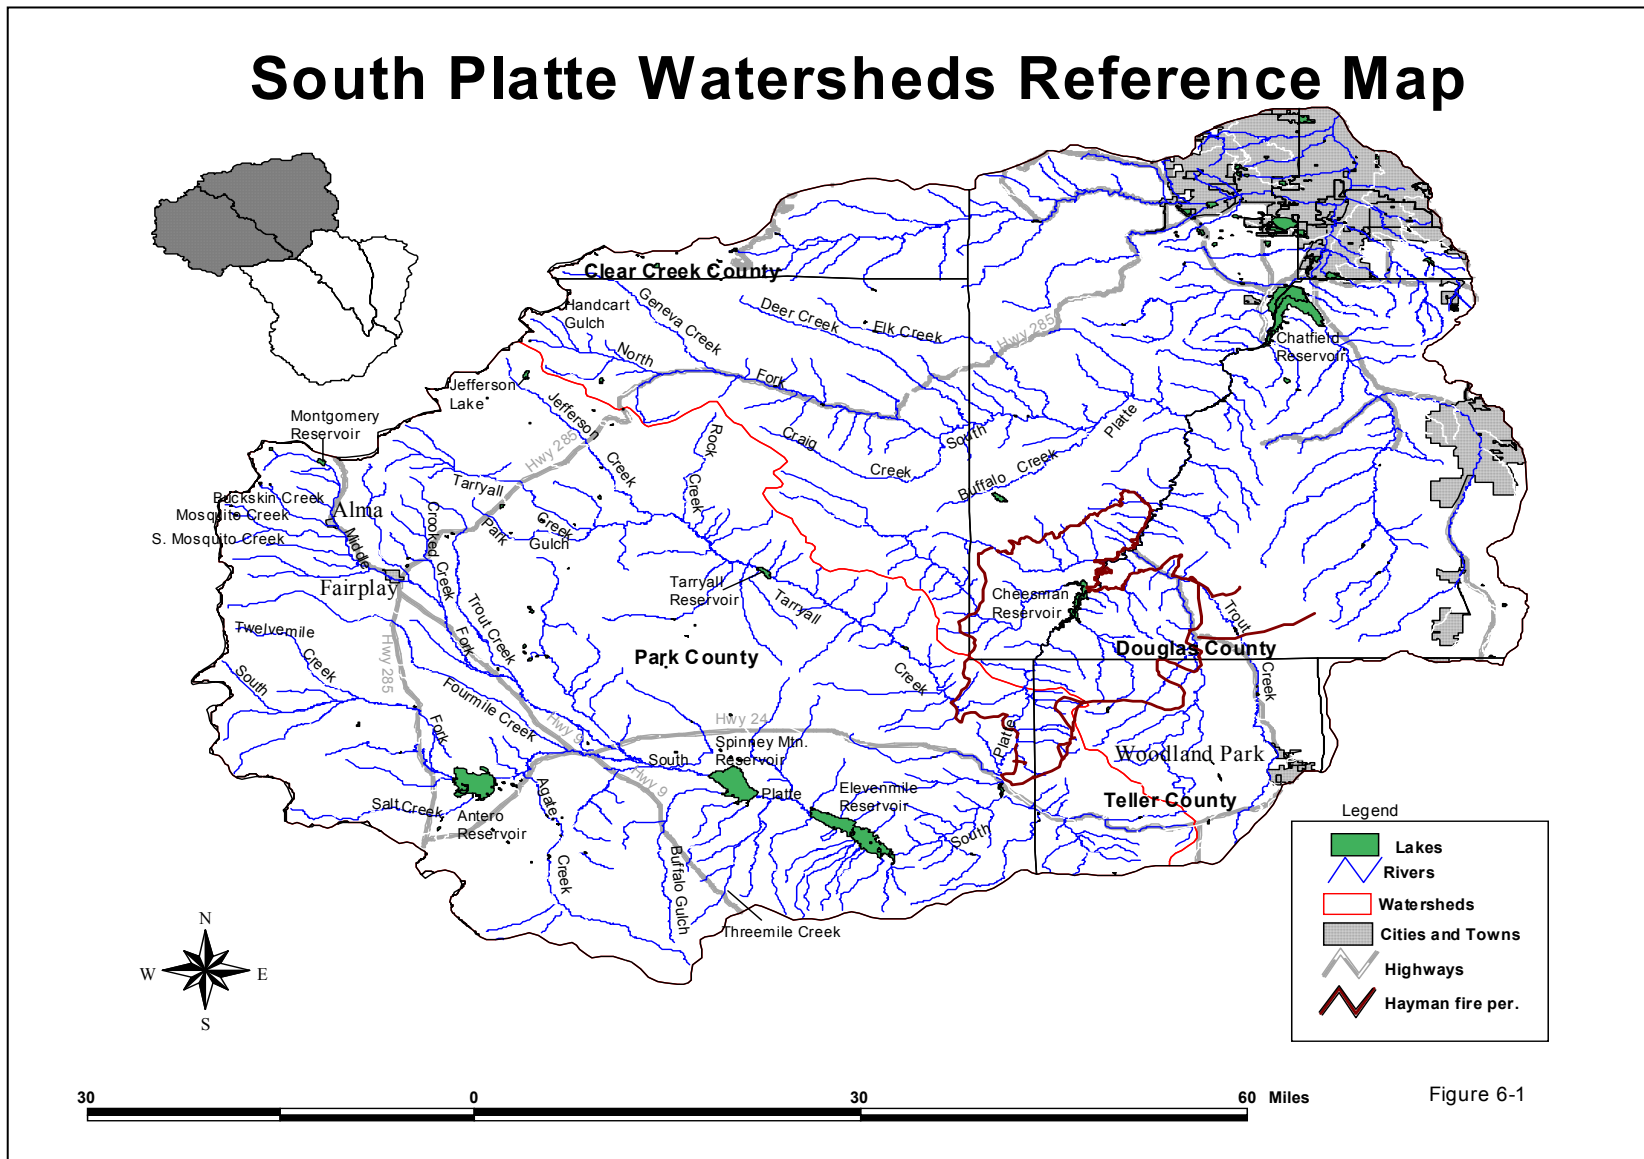 South Platte Watersheds Reference Map
Clear Creek County
Handcart
Gulch
Geneva Creek
Deer Creek
Elk Creek
Hwy 285
North
Fork
Chatfield
Reservoir
Jefferson
Lake
Jefferson
Creek
Montgomery
Reservoir
Hwy 285
Rock
Creek
Craig
Creek
South
Platte
Buffalo Creek
Tarryall
Creek
Park
Gulch
Buckskin Creek
Mosquito Creek
S. Mosquito Creek
Alma
Middle
Crooked Creek
Fairplay
Tarryall
Reservoir
Tarryall
Creek
Cheesman
Reservoir
Trout
Creek
Douglas County
Twelvemile
Creek
South
Fork
Hwy 285
Trout Creek
Fork
Park County
Fourmile Creek
Hwy 9
Hwy 24
Spinney Mtn.
Reservoir
South
Platte
Platte
Woodland Park
Teller County
Elevenmile
Reservoir
South
Hwy 9
Salt Creek
Antero
Reservoir
Agate
Creek
Buffalo Gulch
Threemile Creek
N
W
E
S
Legend
Lakes
Rivers
Watersheds
Cities and Towns
Highways
Hayman fire per.
30 0 30 60 Miles
Figure 6-1